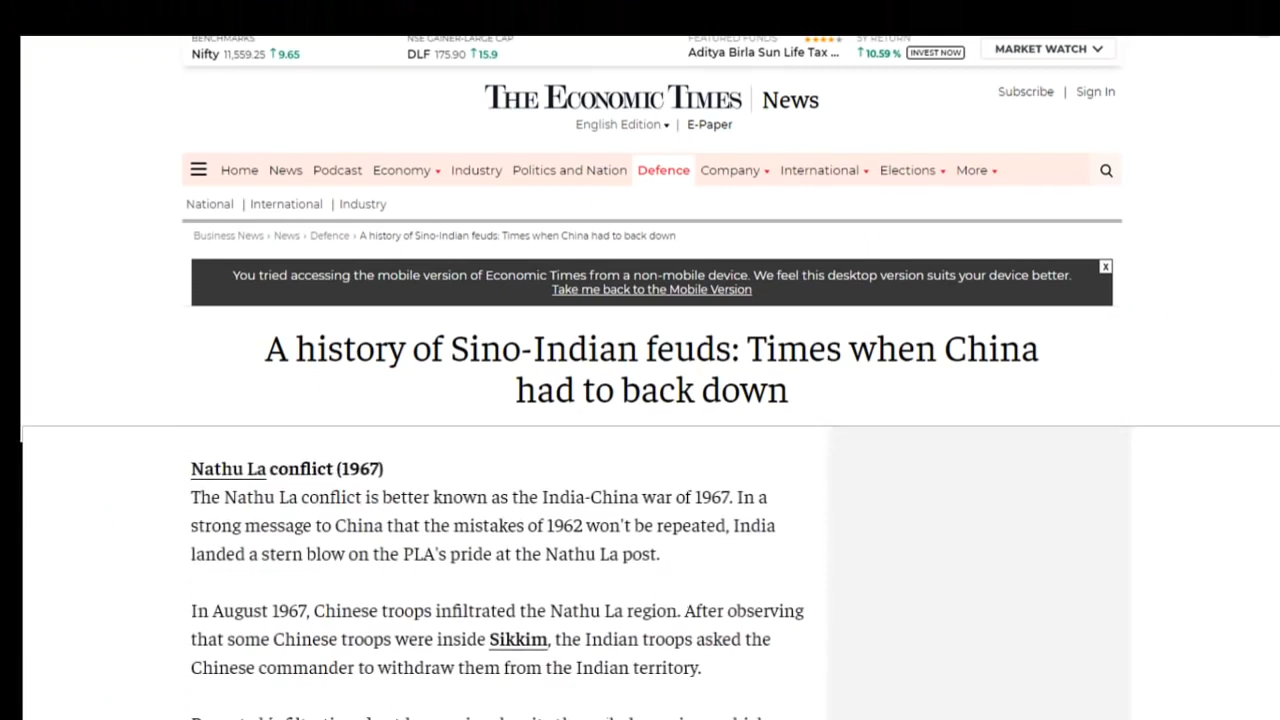 BENCHMARKS
Nifty 11,559.25 ↑9.65
NSE GAINER-LARGE CAP
DLF 175.90 ↑15.9
FEATURED FUNDS
Aditya Birla Sun Life Tax ...
5Y RETURN
↑10.59 % INVEST NOW
MARKET WATCH
THE ECONOMIC TIMES | News
Subscribe | Sign In
English Edition | E-Paper
Home News Podcast Economy Industry Politics and Nation Defence Company International Elections More
National | International | Industry
Business News › News › Defence › A history of Sino-Indian feuds: Times when China had to back down
You tried accessing the mobile version of Economic Times from a non-mobile device. We feel this desktop version suits your device better.
X
Take me back to the Mobile Version
A history of Sino-Indian feuds: Times when China
had to back down
Nathu La conflict (1967)
The Nathu La conflict is better known as the India-China war of 1967. In a
strong message to China that the mistakes of 1962 won't be repeated, India
landed a stern blow on the PLA's pride at the Nathu La post.
In August 1967, Chinese troops infiltrated the Nathu La region. After observing
that some Chinese troops were inside Sikkim, the Indian troops asked the
Chinese commander to withdraw them from the Indian territory.